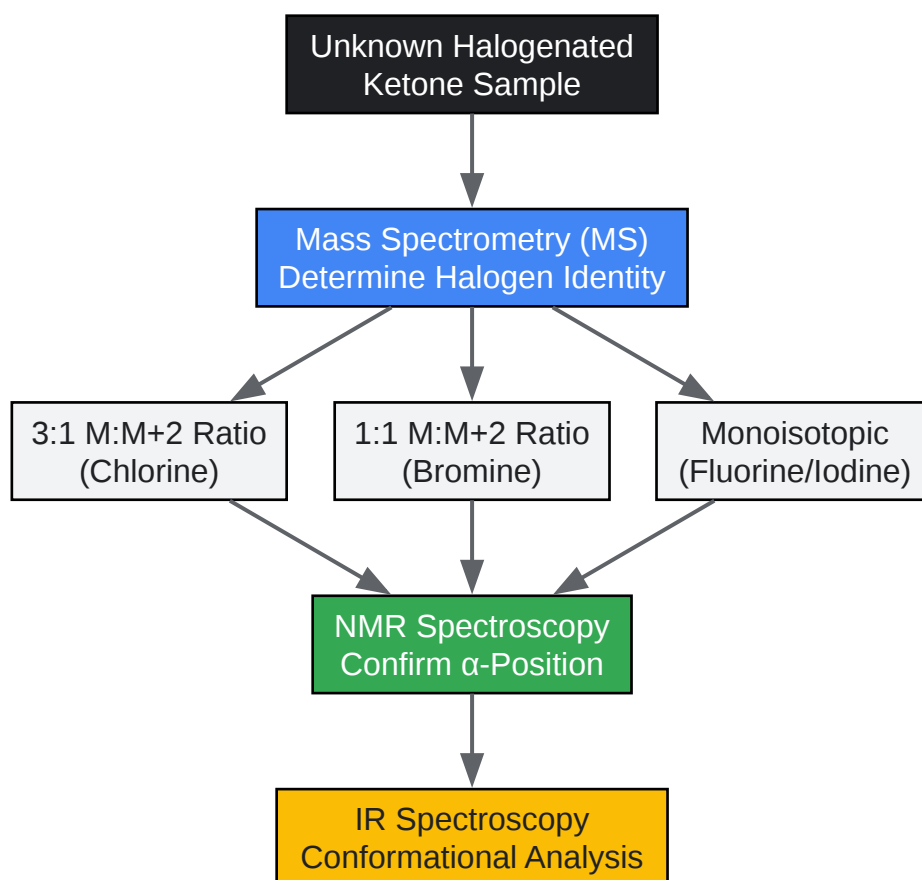 Unknown Halogenated
Ketone Sample
Mass Spectrometry (MS)
Determine Halogen Identity
3:1 M:M+2 Ratio
(Chlorine)
1:1 M:M+2 Ratio
(Bromine)
Monoisotopic
(Fluorine/Iodine)
NMR Spectroscopy
Confirm α-Position
IR Spectroscopy
Conformational Analysis